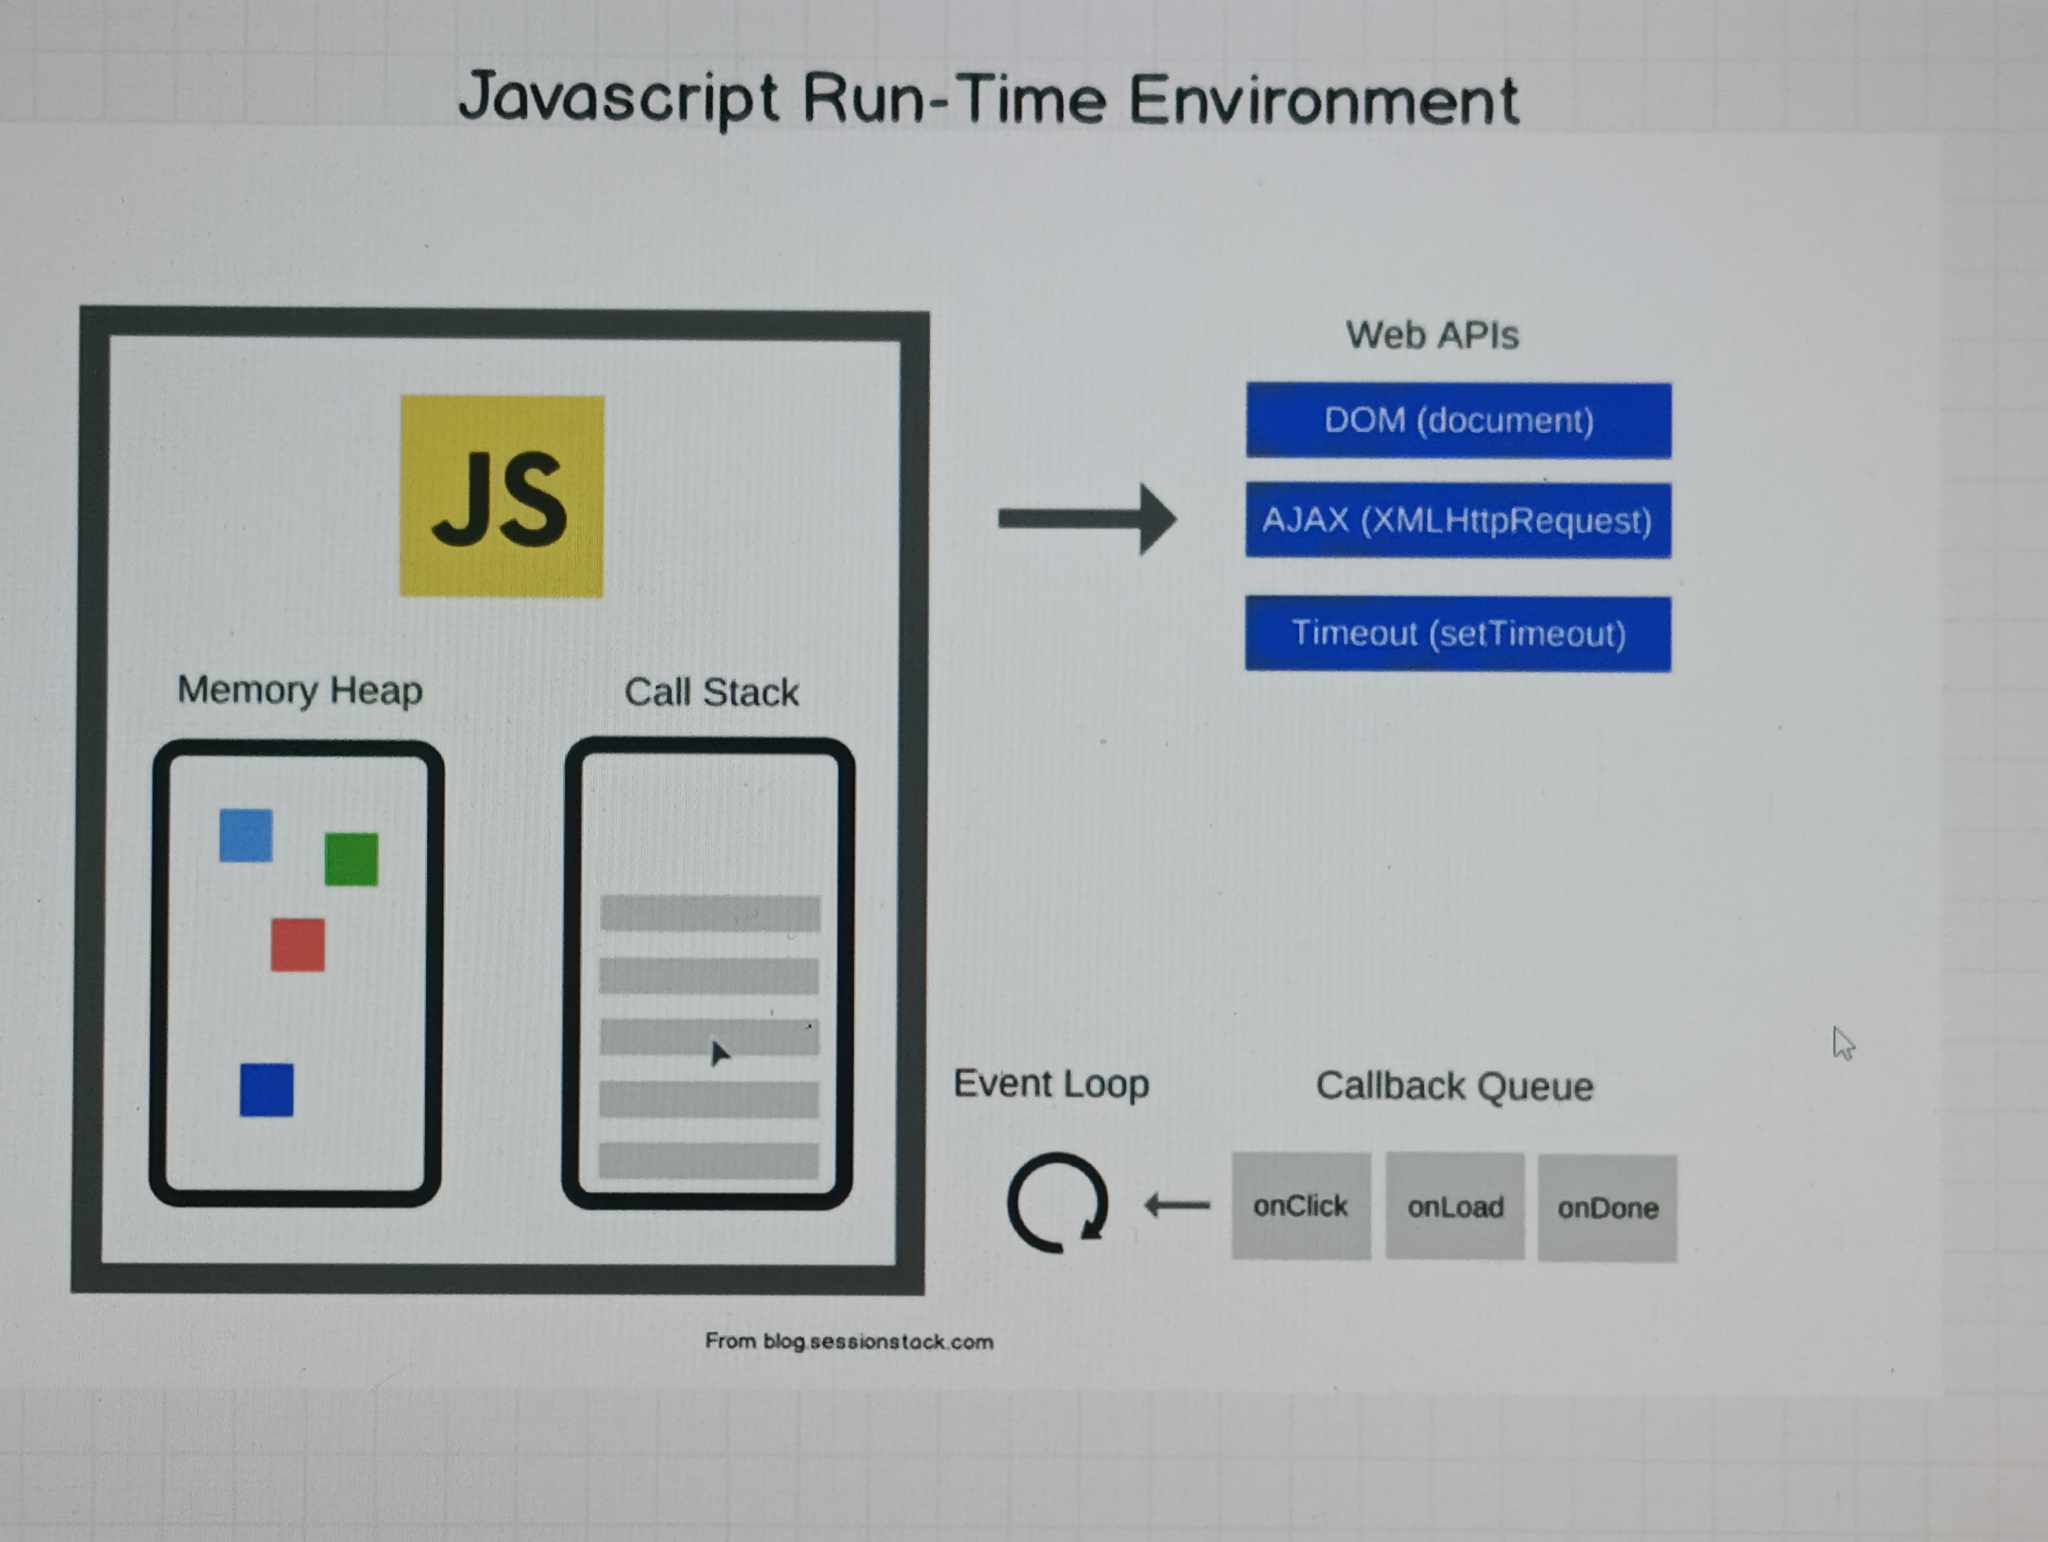 Javascript Run-Time Environment
JS
Memory Heap
Call Stack
Web APIs
DOM (document)
AJAX (XMLHttpRequest)
Timeout (setTimeout)
Event Loop
Callback Queue
onClick
onLoad
onDone
From blog.sessionstack.com